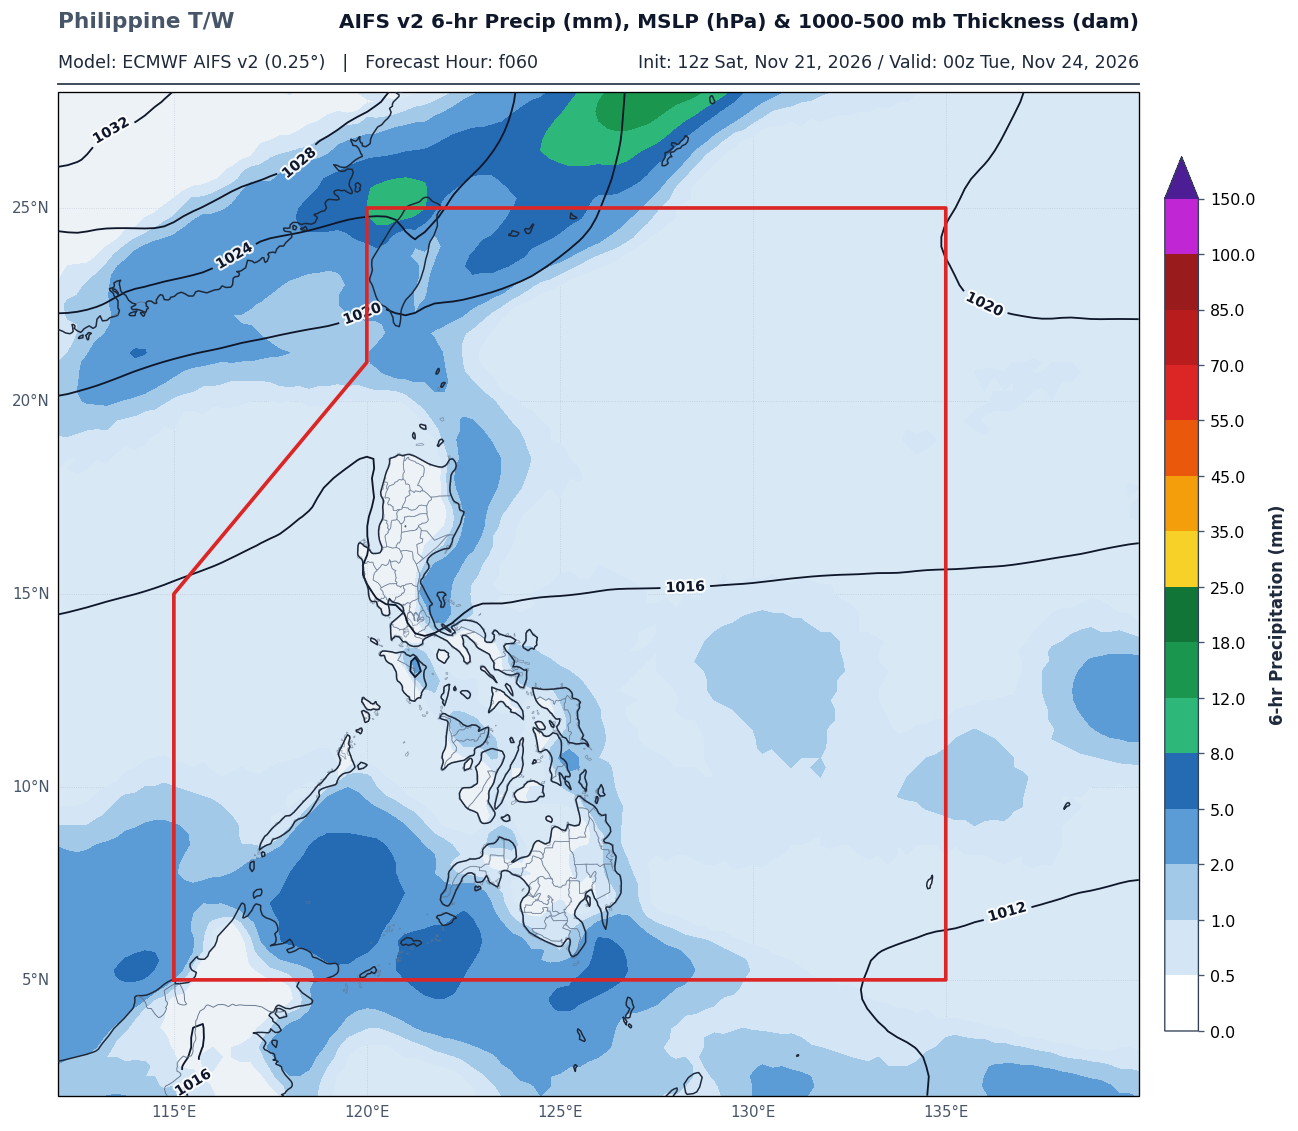 Philippine T/W
AIFS v2 6-hr Precip (mm), MSLP (hPa) & 1000-500 mb Thickness (dam)
Model: ECMWF AIFS v2 (0.25°) | Forecast Hour: f060
Init: 12z Sat, Nov 21, 2026 / Valid: 00z Tue, Nov 24, 2026
1032
1028
1024
1020
1020
1016
1012
1016
25°N
20°N
15°N
10°N
5°N
115°E
120°E
125°E
130°E
135°E
150.0
100.0
85.0
70.0
55.0
45.0
35.0
25.0
18.0
12.0
8.0
5.0
2.0
1.0
0.5
0.0
6-hr Precipitation (mm)